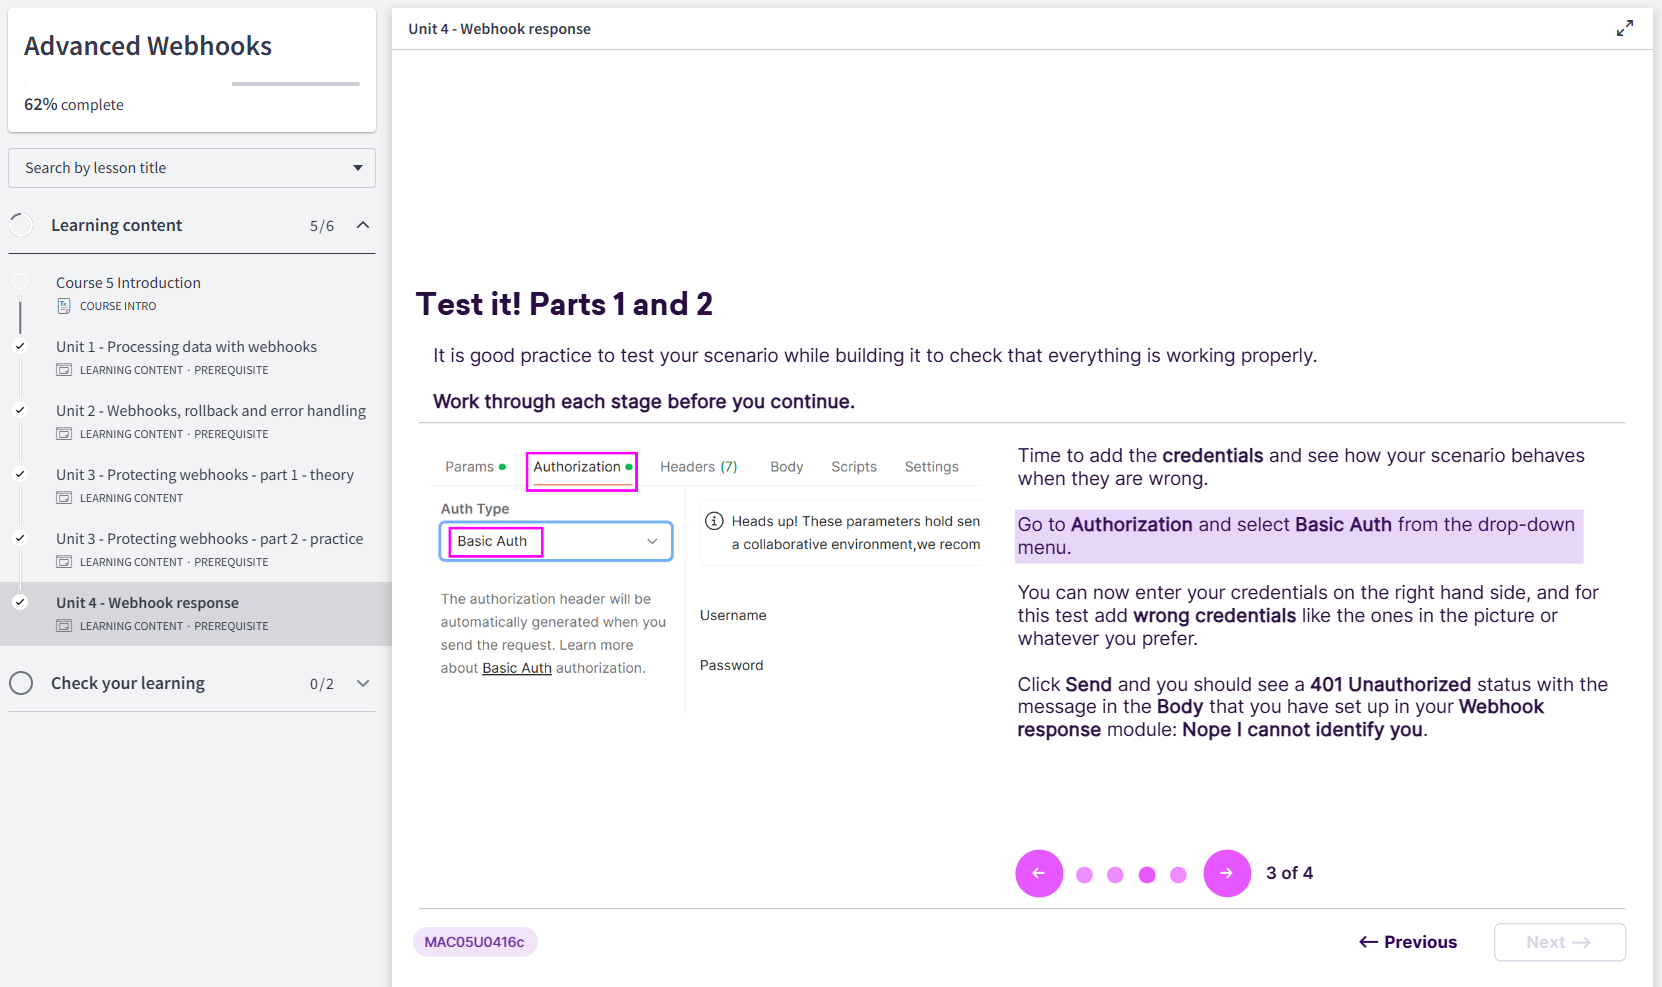 Advanced Webhooks
62% complete
Search by lesson title
Learning content 5/6
Course 5 Introduction
COURSE INTRO
Unit 1 - Processing data with webhooks
LEARNING CONTENT · PREREQUISITE
Unit 2 - Webhooks, rollback and error handling
LEARNING CONTENT · PREREQUISITE
Unit 3 - Protecting webhooks - part 1 - theory
LEARNING CONTENT
Unit 3 - Protecting webhooks - part 2 - practice
LEARNING CONTENT · PREREQUISITE
Unit 4 - Webhook response
LEARNING CONTENT · PREREQUISITE
Check your learning 0/2
Unit 4 - Webhook response
Test it! Parts 1 and 2
It is good practice to test your scenario while building it to check that everything is working properly.
Work through each stage before you continue.
Params Authorization Headers (7) Body Scripts Settings
Auth Type
Basic Auth
The authorization header will be
automatically generated when you
send the request. Learn more
about Basic Auth authorization.
Heads up! These parameters hold sen
a collaborative environment,we recom
Username
Password
Time to add the credentials and see how your scenario behaves
when they are wrong.
Go to Authorization and select Basic Auth from the drop-down
menu.
You can now enter your credentials on the right hand side, and for
this test add wrong credentials like the ones in the picture or
whatever you prefer.
Click Send and you should see a 401 Unauthorized status with the
message in the Body that you have set up in your Webhook
response module: Nope I cannot identify you.
3 of 4
MAC05U0416c
← Previous
Next →